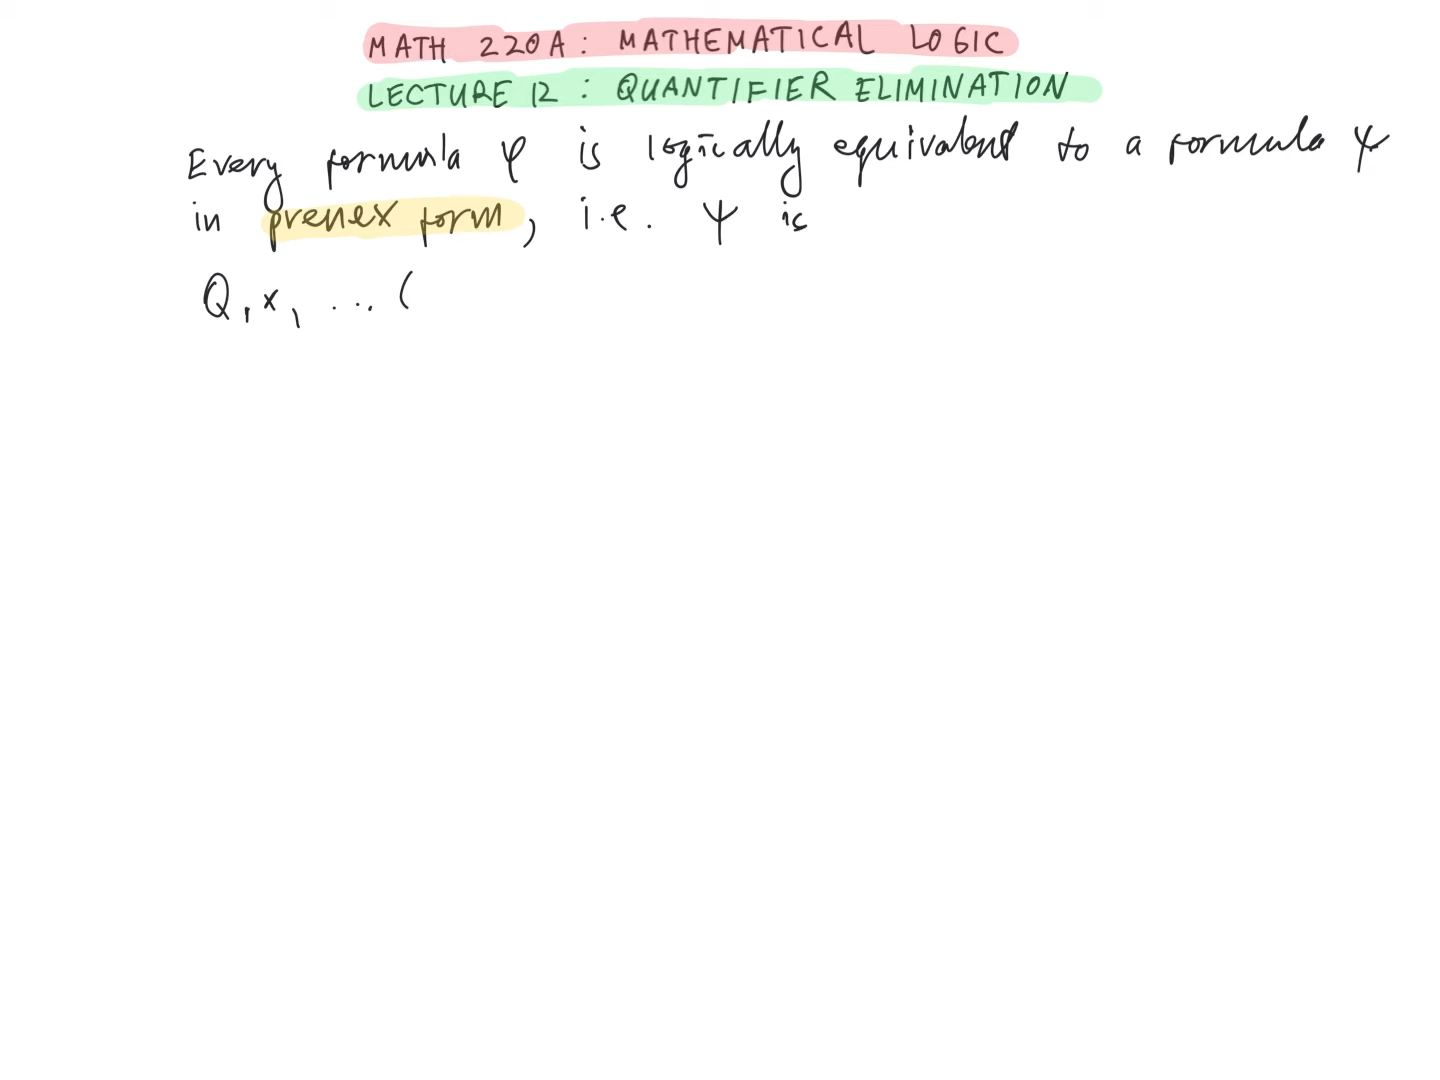 MATH 220A: MATHEMATICAL LOGIC
LECTURE 12: QUANTIFIER ELIMINATION
Every formula φ is logically equivalent to a formula ψ
in prenex form, i.e. ψ is
Q₁x₁ ... (